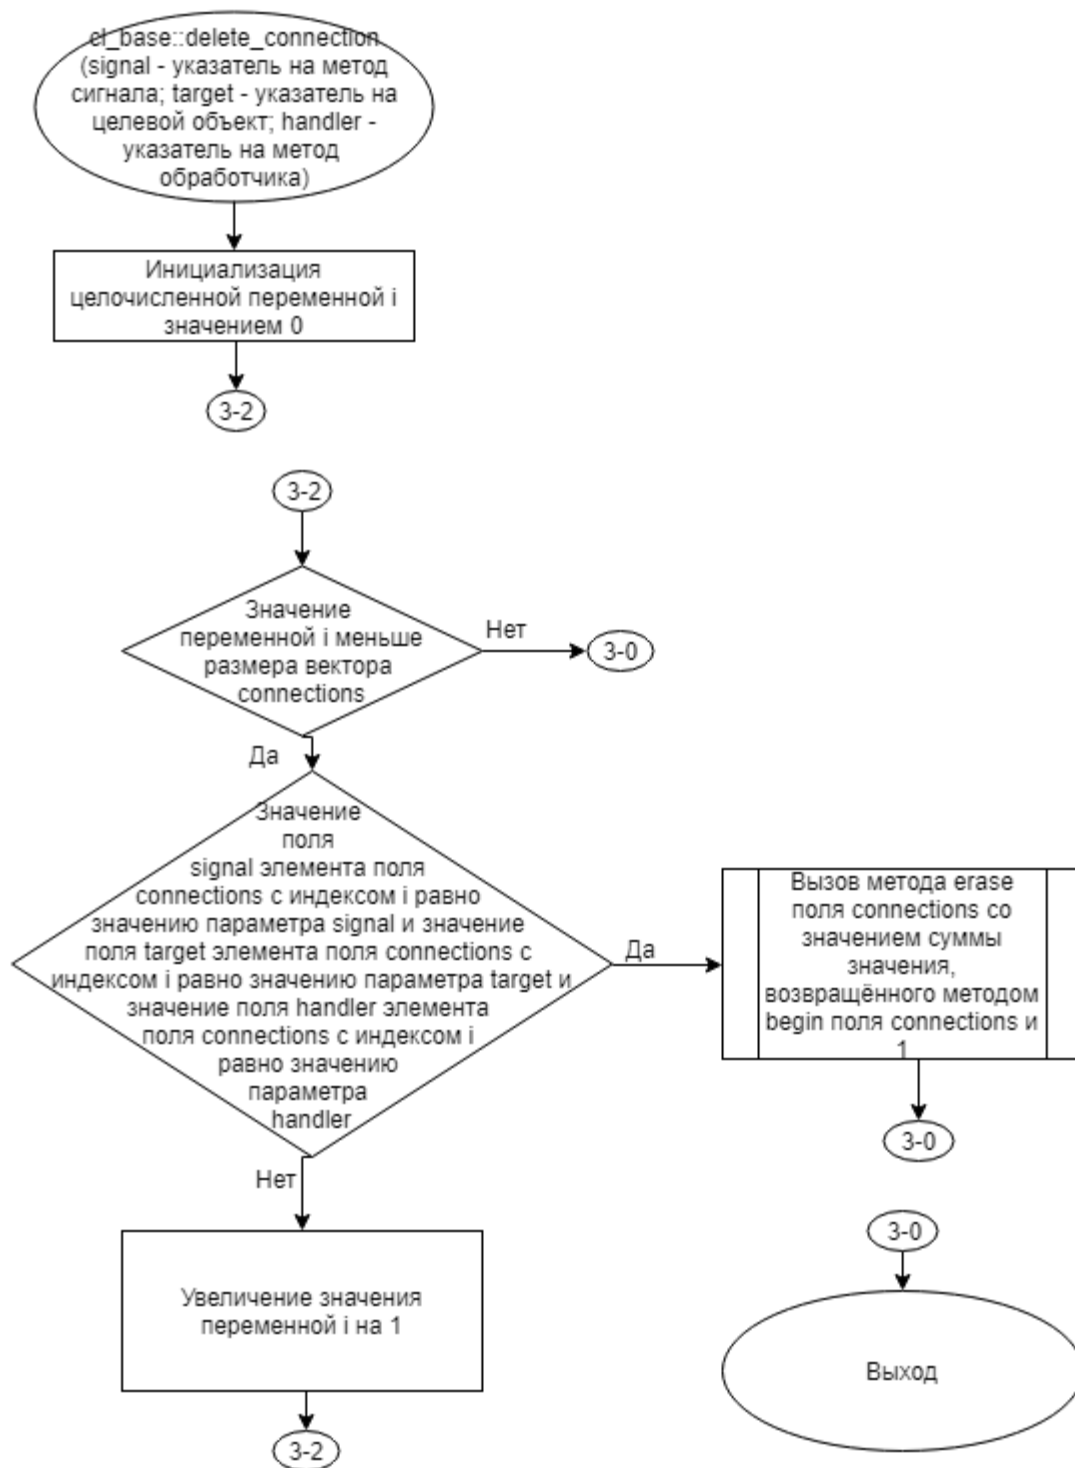 cl_base::delete_connection
(signal - указатель на метод
сигнала; target - указатель на
целевой объект; handler -
указатель на метод
обработчика)
Инициализация
целочисленной переменной i
значением 0
3-2
3-2
Значение
переменной i меньше
размера вектора
connections
Нет
3-0
Да
Значение
поля
signal элемента поля
connections с индексом i равно
значению параметра signal и значение
поля target элемента поля connections с
индексом i равно значению параметра target и
значение поля handler элемента
поля connections с индексом i
равно значению
параметра
handler
Да
Вызов метода erase
поля connections со
значением суммы
значения,
возвращённого методом
begin поля connections и
1
3-0
Нет
Увеличение значения
переменной i на 1
3-2
3-0
Выход